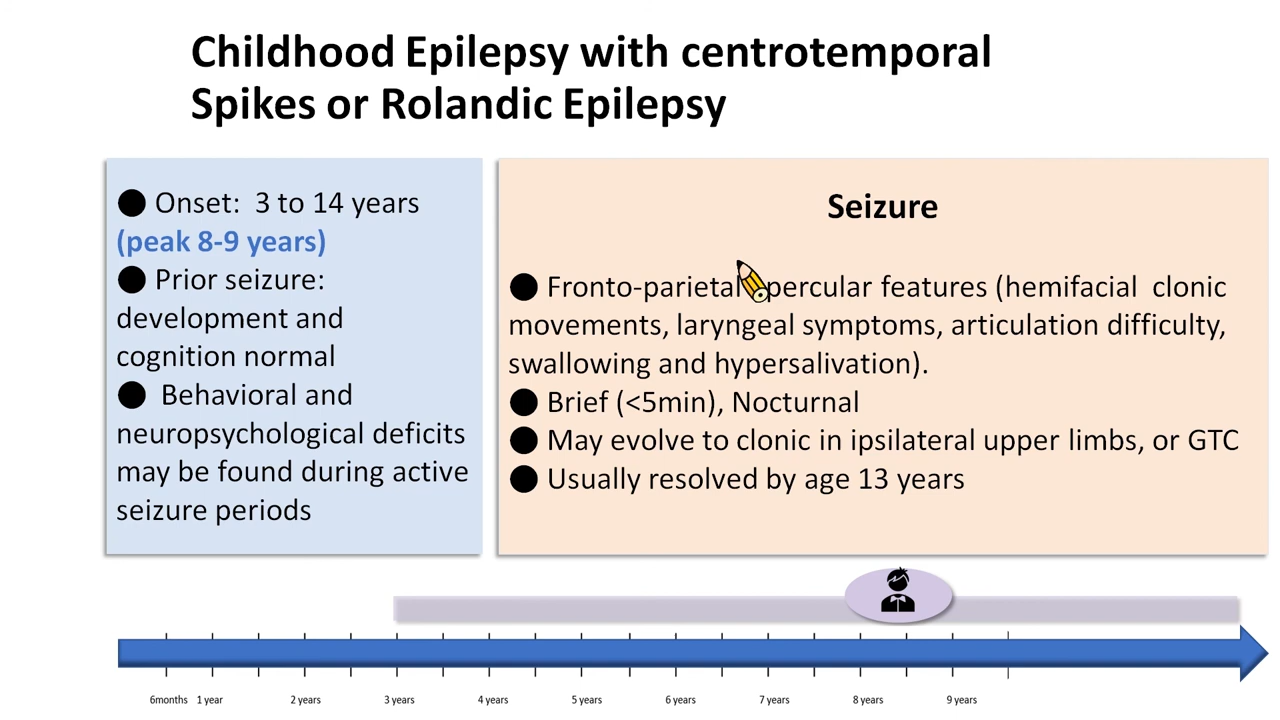 Childhood Epilepsy with centrotemporal
Spikes or Rolandic Epilepsy
● Onset: 3 to 14 years
(peak 8-9 years)
● Prior seizure:
development and
cognition normal
● Behavioral and
neuropsychological deficits
may be found during active
seizure periods
Seizure
● Fronto-parietal percular features (hemifacial clonic
movements, laryngeal symptoms, articulation difficulty,
swallowing and hypersalivation).
● Brief (<5min), Nocturnal
● May evolve to clonic in ipsilateral upper limbs, or GTC
● Usually resolved by age 13 years
6months 1 year 2 years 3 years 4 years 5 years 6 years 7 years 8 years 9 years